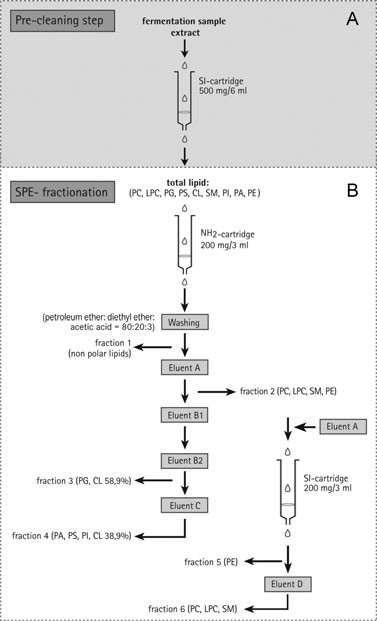 Pre-cleaning step
A
fermentation sample
extract
SI-cartridge
500 mg/6 ml
SPE- fractionation
B
total lipid:
(PC, LPC, PG, PS, CL, SM, PI, PA, PE)
NH2-cartridge
200 mg/3 ml
(petroleum ether: diethyl ether:
acetic acid = 80:20:3)
Washing
fraction 1
(non polar lipids)
Eluent A
fraction 2 (PC, LPC, SM, PE)
Eluent B1
Eluent A
Eluent B2
fraction 3 (PG, CL 58,9%)
SI-cartridge
200 mg/3 ml
Eluent C
fraction 4 (PA, PS, PI, CL 38,9%)
fraction 5 (PE)
Eluent D
fraction 6 (PC, LPC, SM)